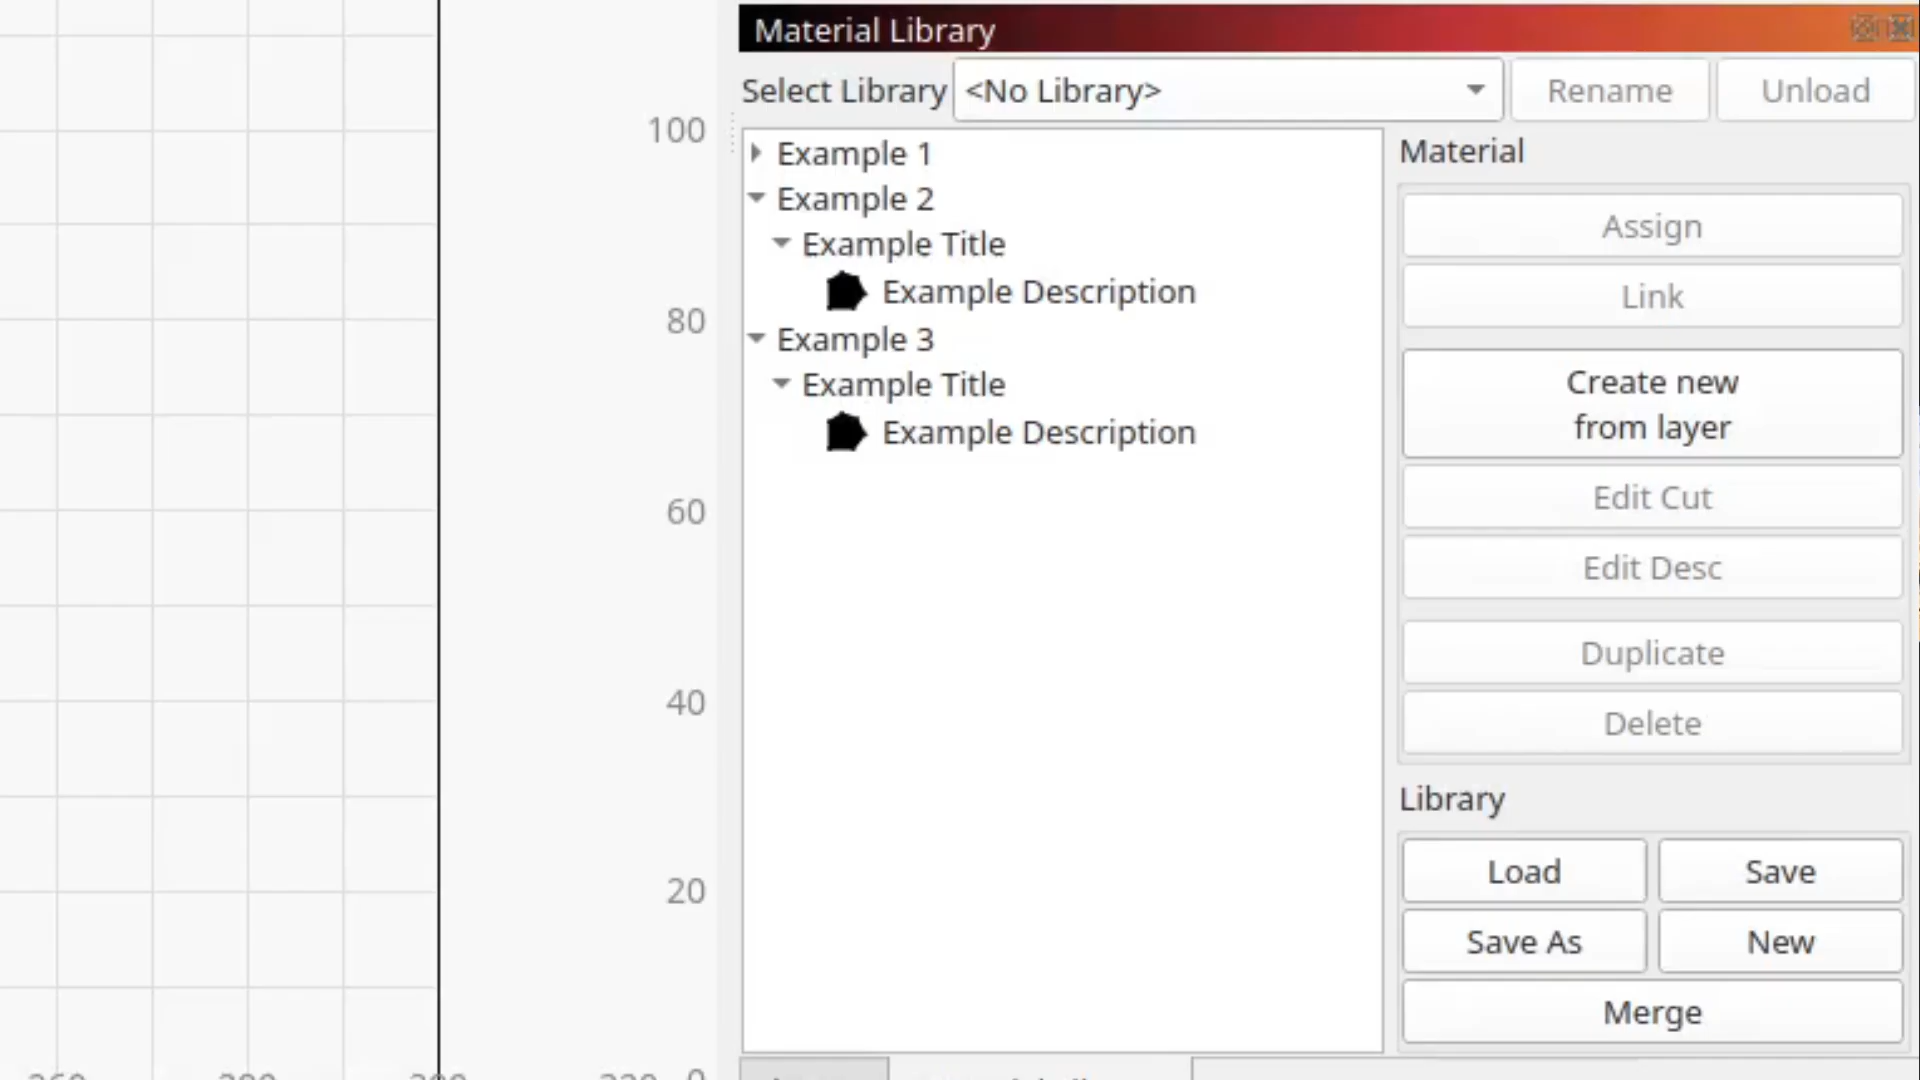 Material Library
Select Library <No Library> Rename Unload
100
80
60
40
20
Example 1
Example 2
Example Title
Example Description
Example 3
Example Title
Example Description
Material
Assign
Link
Create new
from layer
Edit Cut
Edit Desc
Duplicate
Delete
Library
Load Save
Save As New
Merge